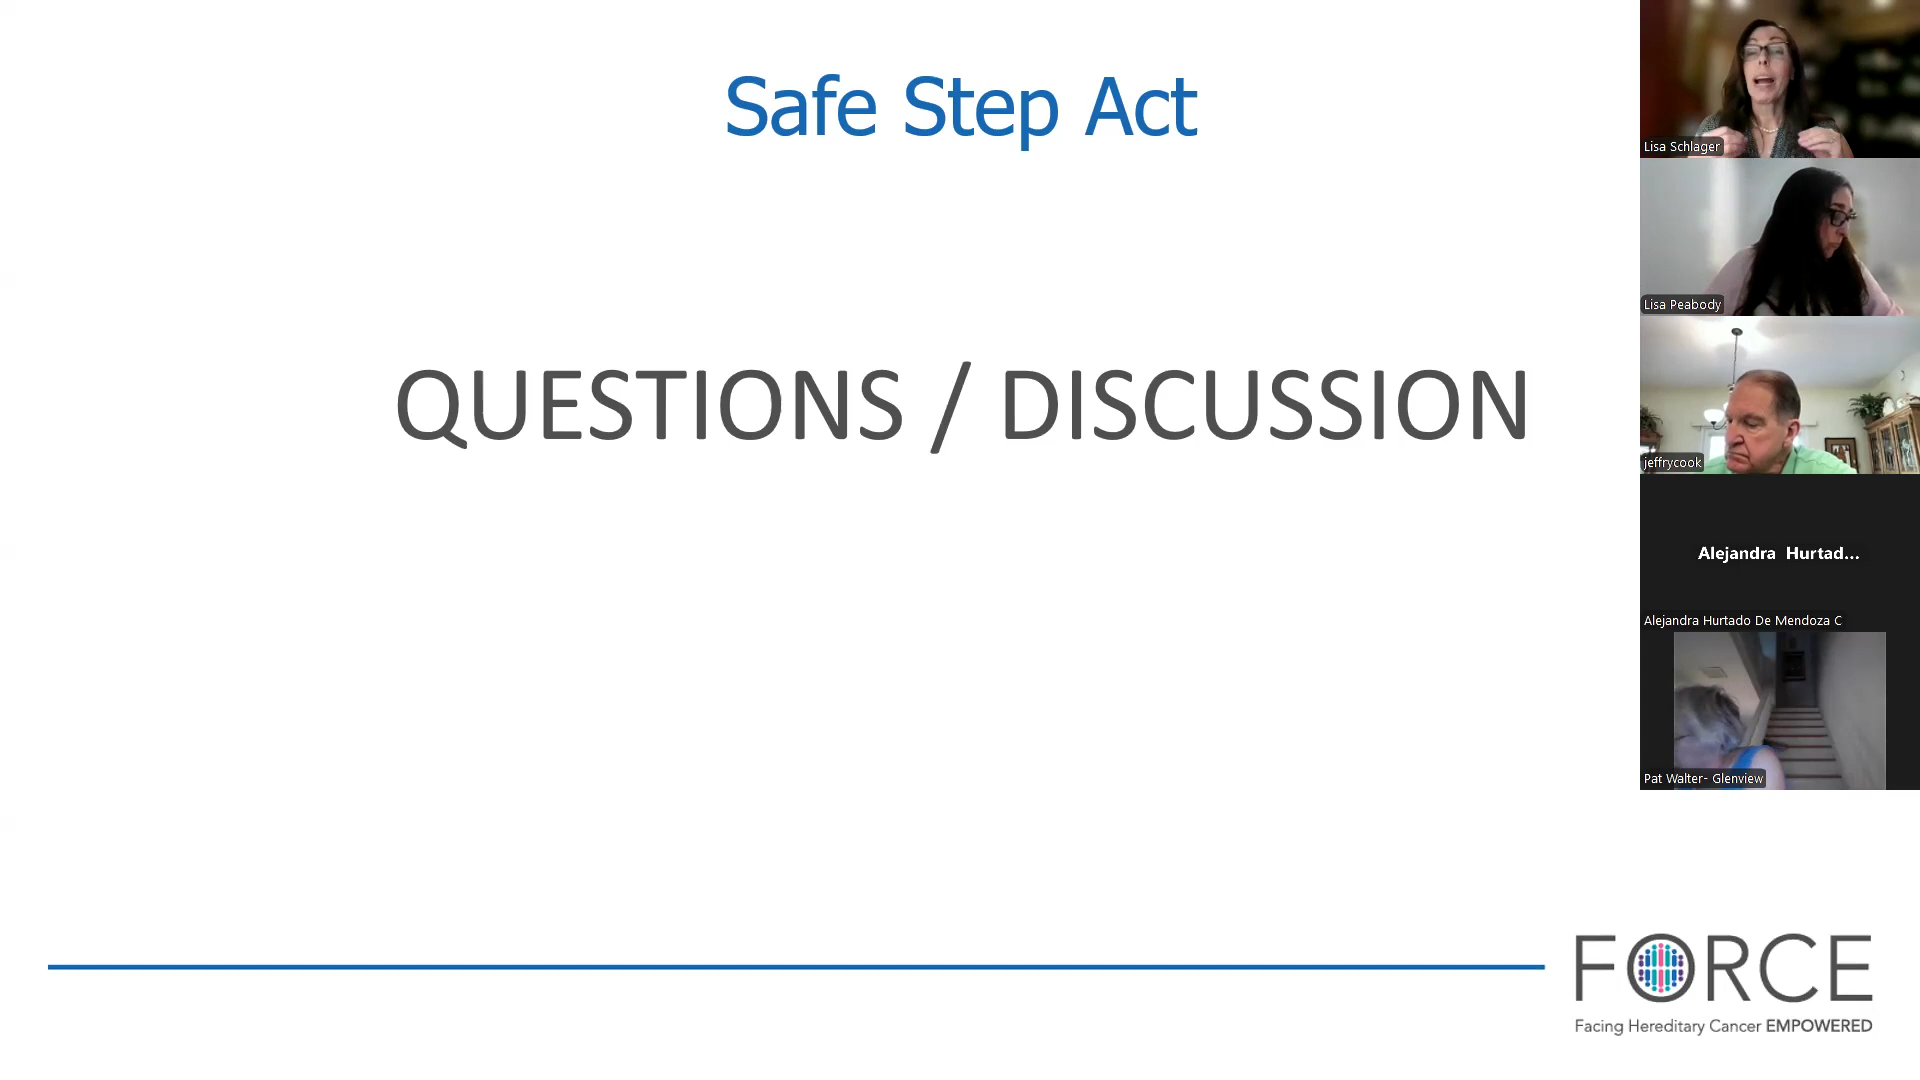 Safe Step Act
QUESTIONS / DISCUSSION
Lisa Schlager
Lisa Peabody
jeffrycook
Alejandra Hurtad...
Alejandra Hurtado De Mendoza C
Pat Walter- Glenview
FORCE
Facing Hereditary Cancer EMPOWERED